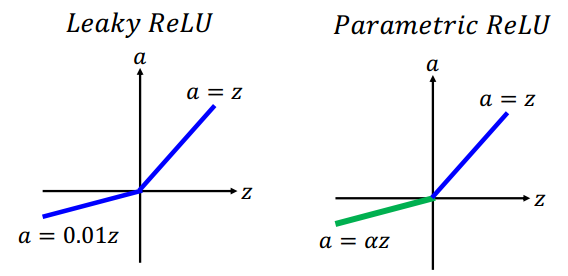 Leaky ReLU
a
a = z
z
a = 0.01z
Parametric ReLU
a
a = z
z
a = αz